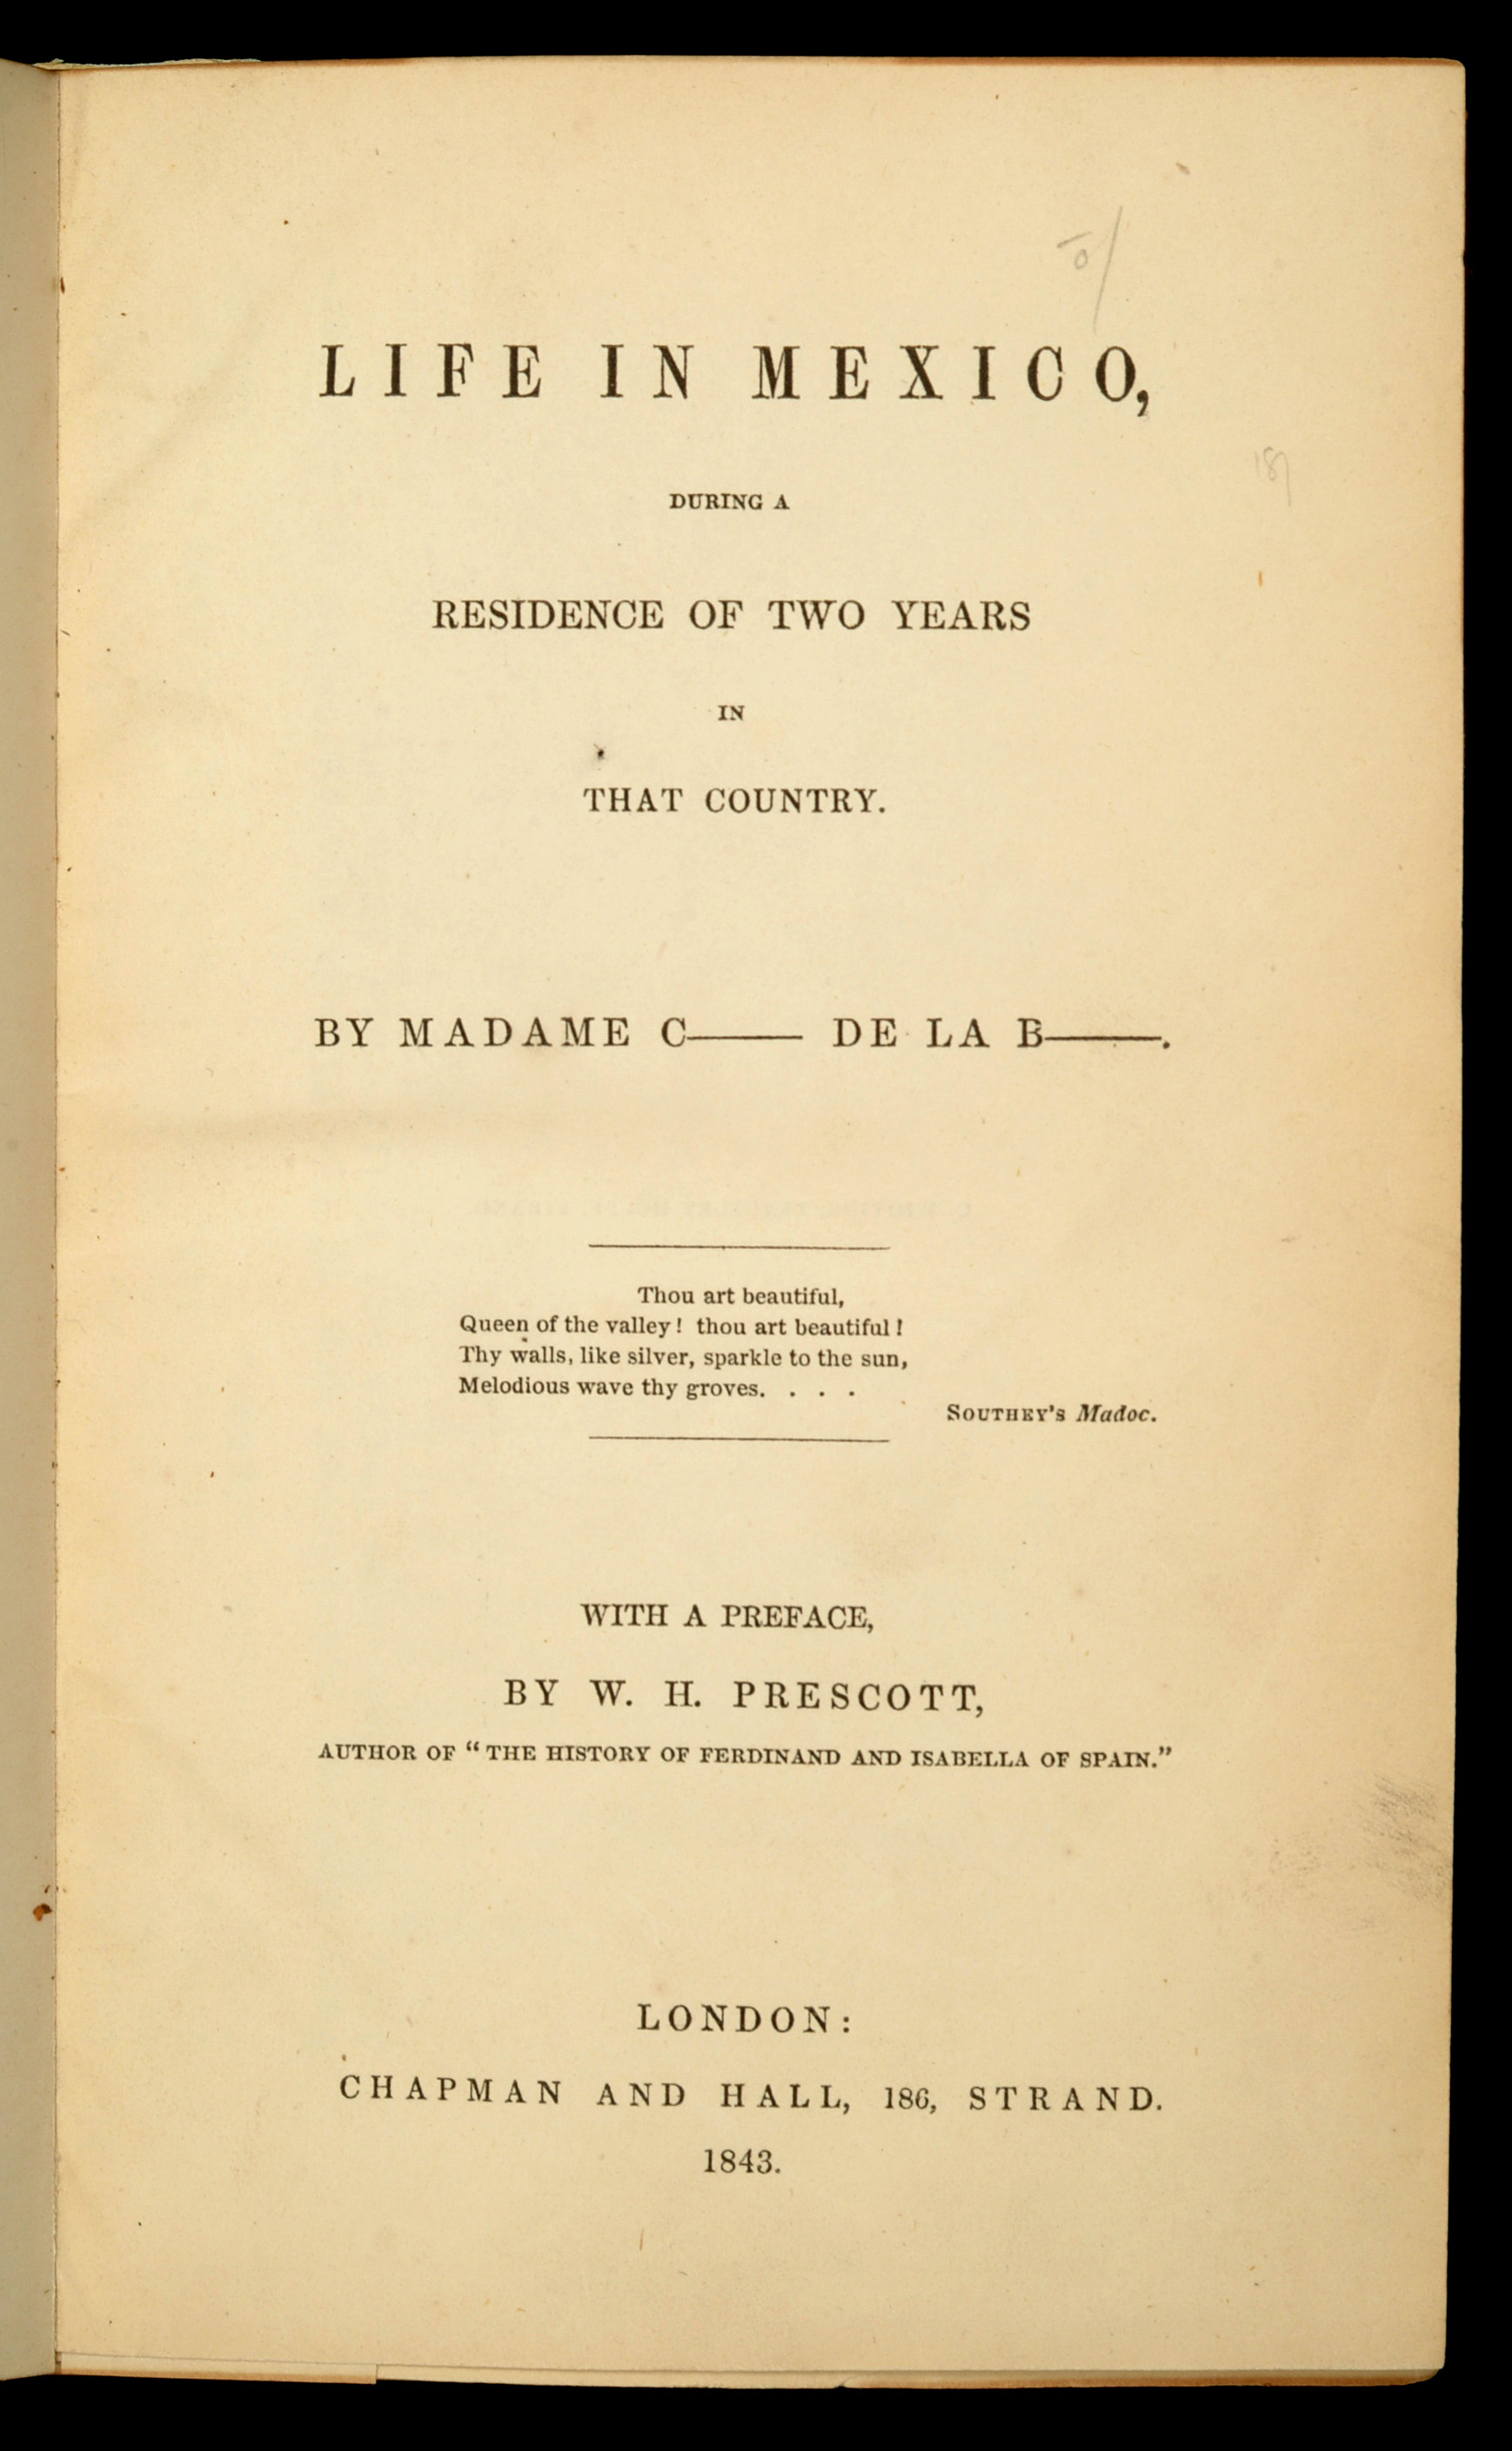 LIFE IN MEXICO,
DURING A
RESIDENCE OF TWO YEARS
IN
THAT COUNTRY.
BY MADAME C—— DE LA B——.
Thou art beautiful,
Queen of the valley! thou art beautiful!
Thy walls, like silver, sparkle to the sun,
Melodious wave thy groves. . . .
SOUTHEY'S Madoc.
WITH A PREFACE,
BY W. H. PRESCOTT,
AUTHOR OF "THE HISTORY OF FERDINAND AND ISABELLA OF SPAIN."
LONDON:
CHAPMAN AND HALL, 186, STRAND.
1843.